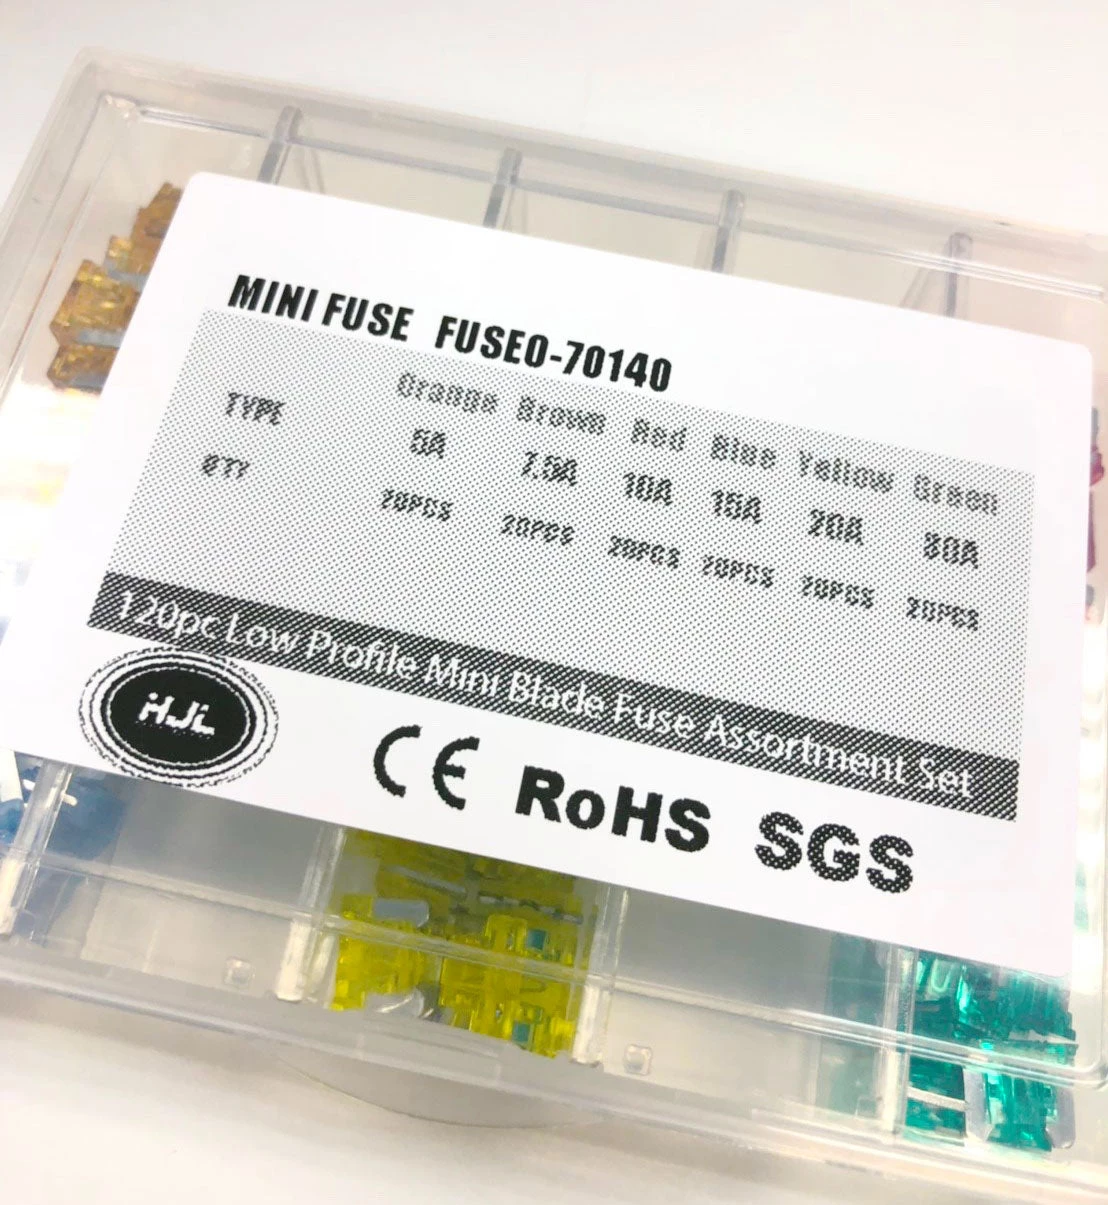 MINI FUSE FUSE0-70140
Orange Brown Red Blue Yellow Green
TYPE 5A 7.5A 10A 15A 20A 30A
QTY 20PCS 20PCS 20PCS 20PCS 20PCS 20PCS
120pc Low Profile Mini Blade Fuse Assortment Set
HJL
CE RoHS SGS